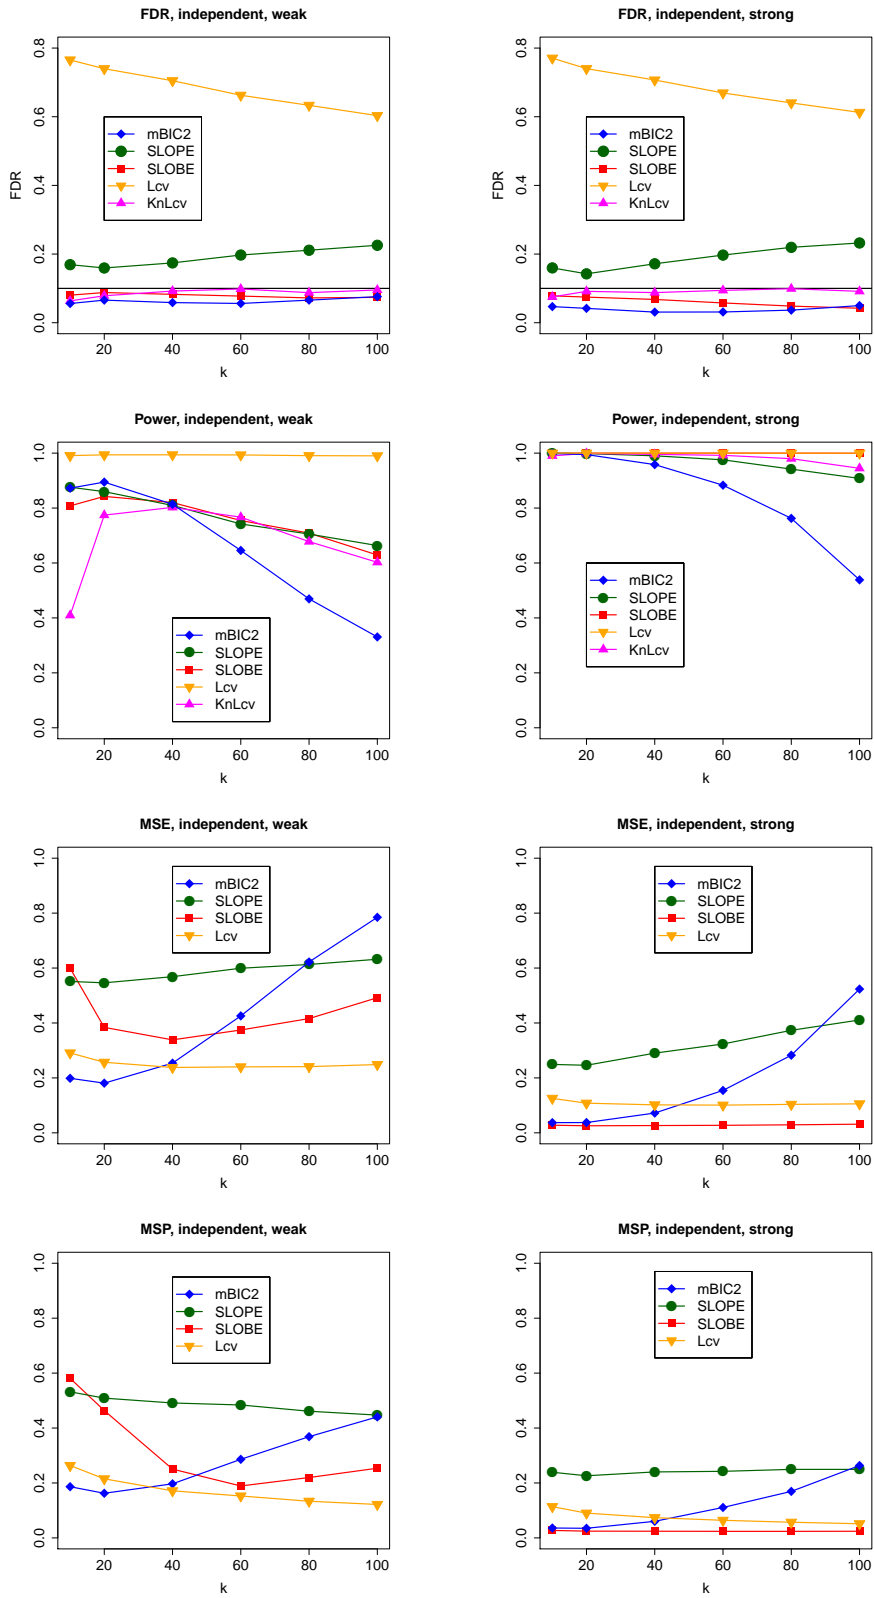 FDR, independent, weak
FDR
0.0 0.2 0.4 0.6 0.8
mBIC2
SLOPE
SLOBE
Lcv
KnLcv
20 40 60 80 100
k
FDR, independent, strong
FDR
0.0 0.2 0.4 0.6 0.8
mBIC2
SLOPE
SLOBE
Lcv
KnLcv
20 40 60 80 100
k
Power, independent, weak
0.0 0.2 0.4 0.6 0.8 1.0
mBIC2
SLOPE
SLOBE
Lcv
KnLcv
20 40 60 80 100
k
Power, independent, strong
0.0 0.2 0.4 0.6 0.8 1.0
mBIC2
SLOPE
SLOBE
Lcv
KnLcv
20 40 60 80 100
k
MSE, independent, weak
0.0 0.2 0.4 0.6 0.8 1.0
mBIC2
SLOPE
SLOBE
Lcv
20 40 60 80 100
k
MSE, independent, strong
0.0 0.2 0.4 0.6 0.8 1.0
mBIC2
SLOPE
SLOBE
Lcv
20 40 60 80 100
k
MSP, independent, weak
0.0 0.2 0.4 0.6 0.8 1.0
mBIC2
SLOPE
SLOBE
Lcv
20 40 60 80 100
k
MSP, independent, strong
0.0 0.2 0.4 0.6 0.8 1.0
mBIC2
SLOPE
SLOBE
Lcv
20 40 60 80 100
k